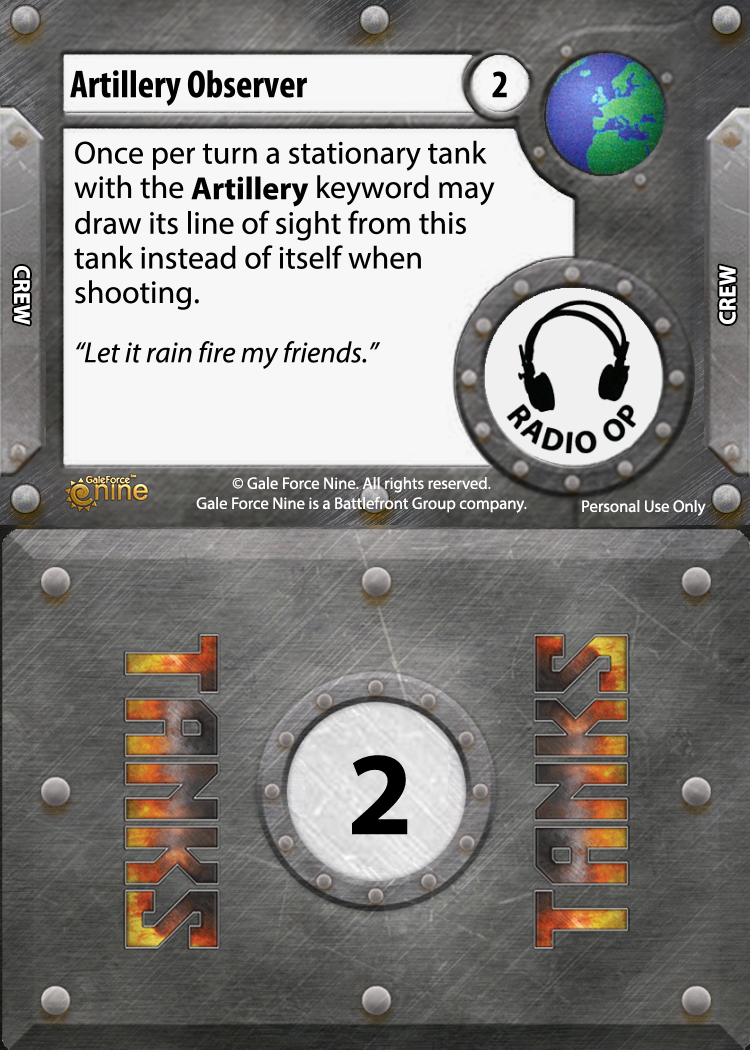 Artillery Observer
2
Once per turn a stationary tank
with the Artillery keyword may
draw its line of sight from this
tank instead of itself when
shooting.
“Let it rain fire my friends.”
CREW
CREW
RADIO OP
GaleForce™
nine
© Gale Force Nine. All rights reserved.
Gale Force Nine is a Battlefront Group company.
Personal Use Only
TANKS
2
TANKS